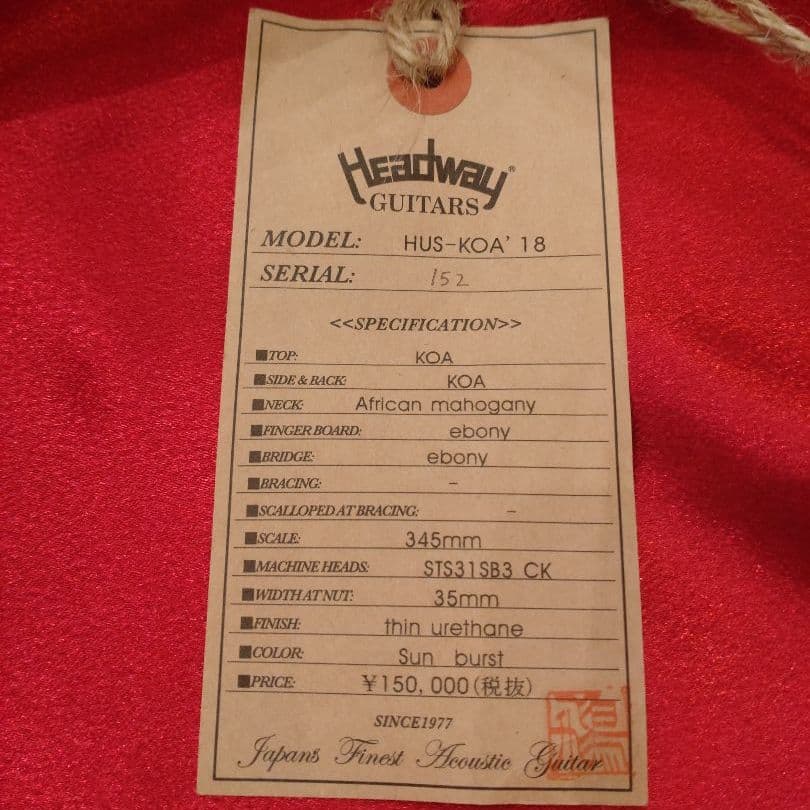 Headway®
GUITARS
MODEL: HUS-KOA' 18
SERIAL: 152
<<SPECIFICATION>>
■TOP: KOA
■SIDE & BACK: KOA
■NECK: African mahogany
■FINGER BOARD: ebony
■BRIDGE: ebony
■BRACING: –
■SCALLOPED AT BRACING: –
■SCALE: 345mm
■MACHINE HEADS: STS31SB3 CK
■WIDTH AT NUT: 35mm
■FINISH: thin urethane
■COLOR: Sun burst
■PRICE: ¥150,000(税抜)
SINCE1977
Japans Finest Acoustic Guitar